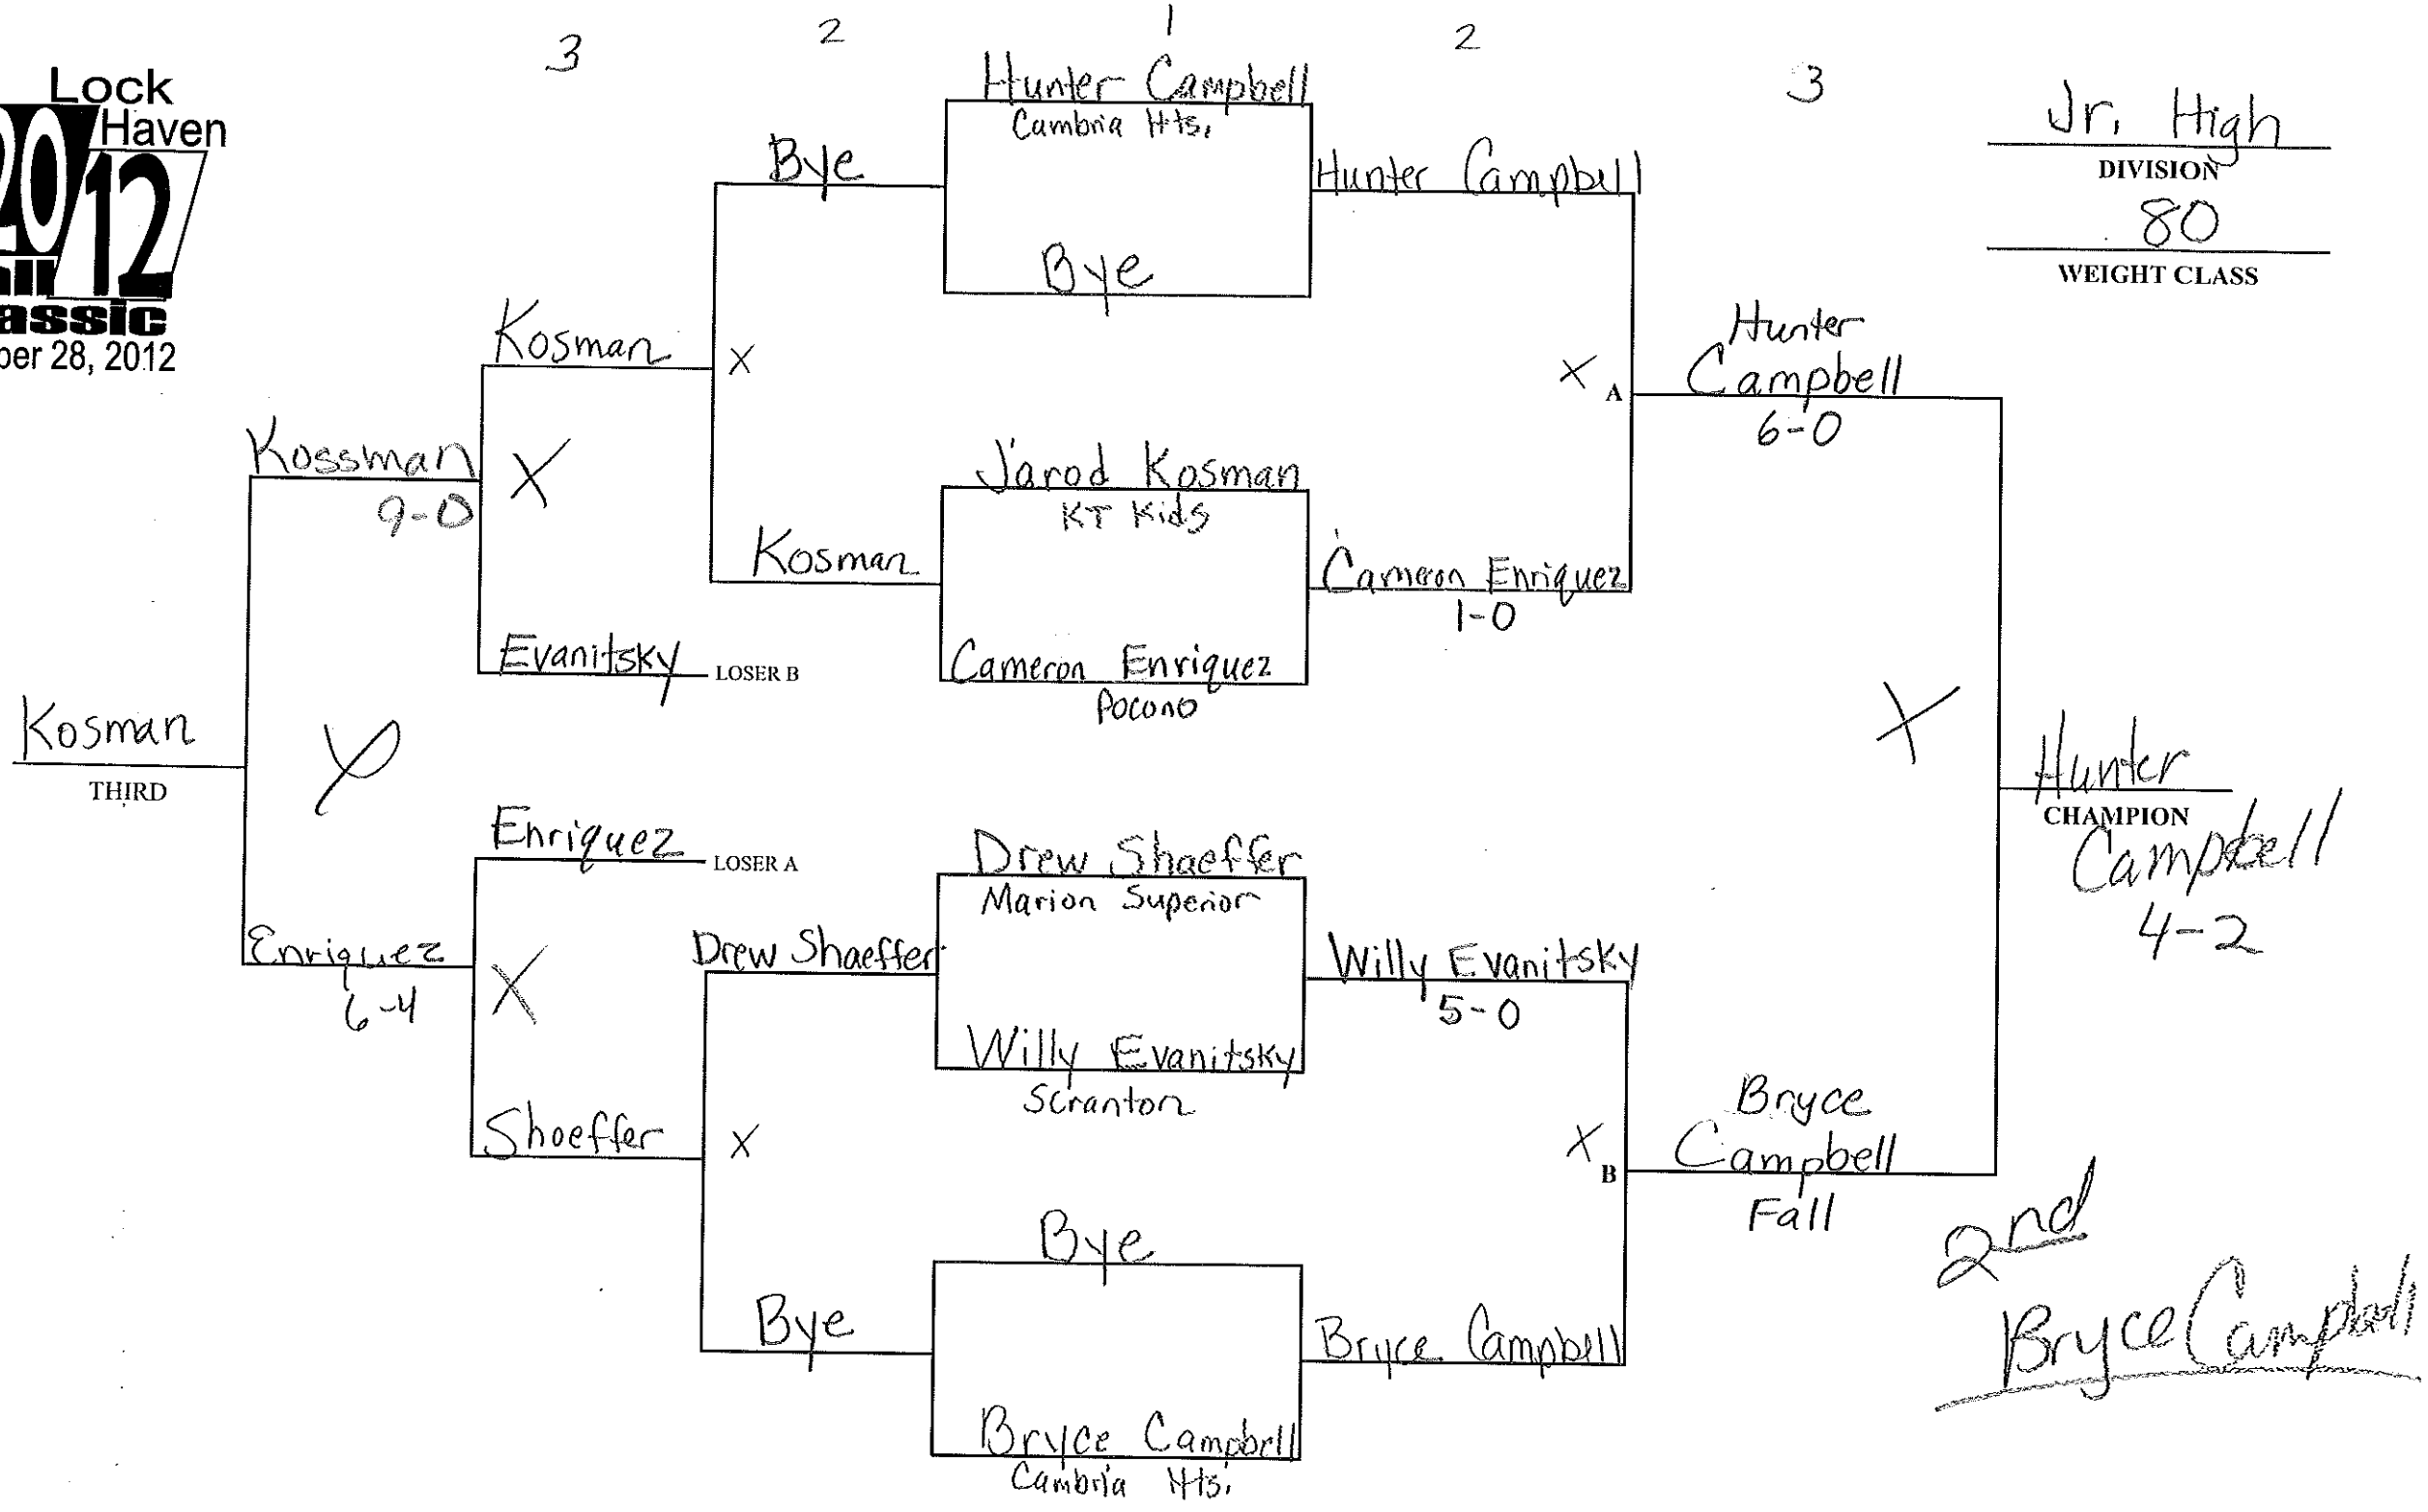 3
2
1
2
3
Lock
Haven
2012
assic
ber 28, 2012
Jr. High
DIVISION
80
WEIGHT CLASS
Hunter Campbell
Cambria Hts.
Bye
Bye
Hunter Campbell
Kosman
X
X
A
Hunter
Campbell
6-0
Kossman
9-0
X
Jarod Kosman
KT Kids
Kosman
Cameron Enriquez
1-0
Evanitsky
LOSER B
Cameron Enriquez
Pocono
Kosman
THIRD
X
X
Hunter
CHAMPION
Campbell
4-2
Enriquez
LOSER A
Drew Shaeffer
Marion Superior
Enriquez
6-4
X
Drew Shaeffer
Willy Evanitsky
5-0
Willy Evanitsky
Scranton
Shoeffer
X
X
B
Bryce
Campbell
Fall
Bye
Bye
Bryce Campbell
2nd
Bryce Campbell
Bryce Campbell
Cambria Hts.